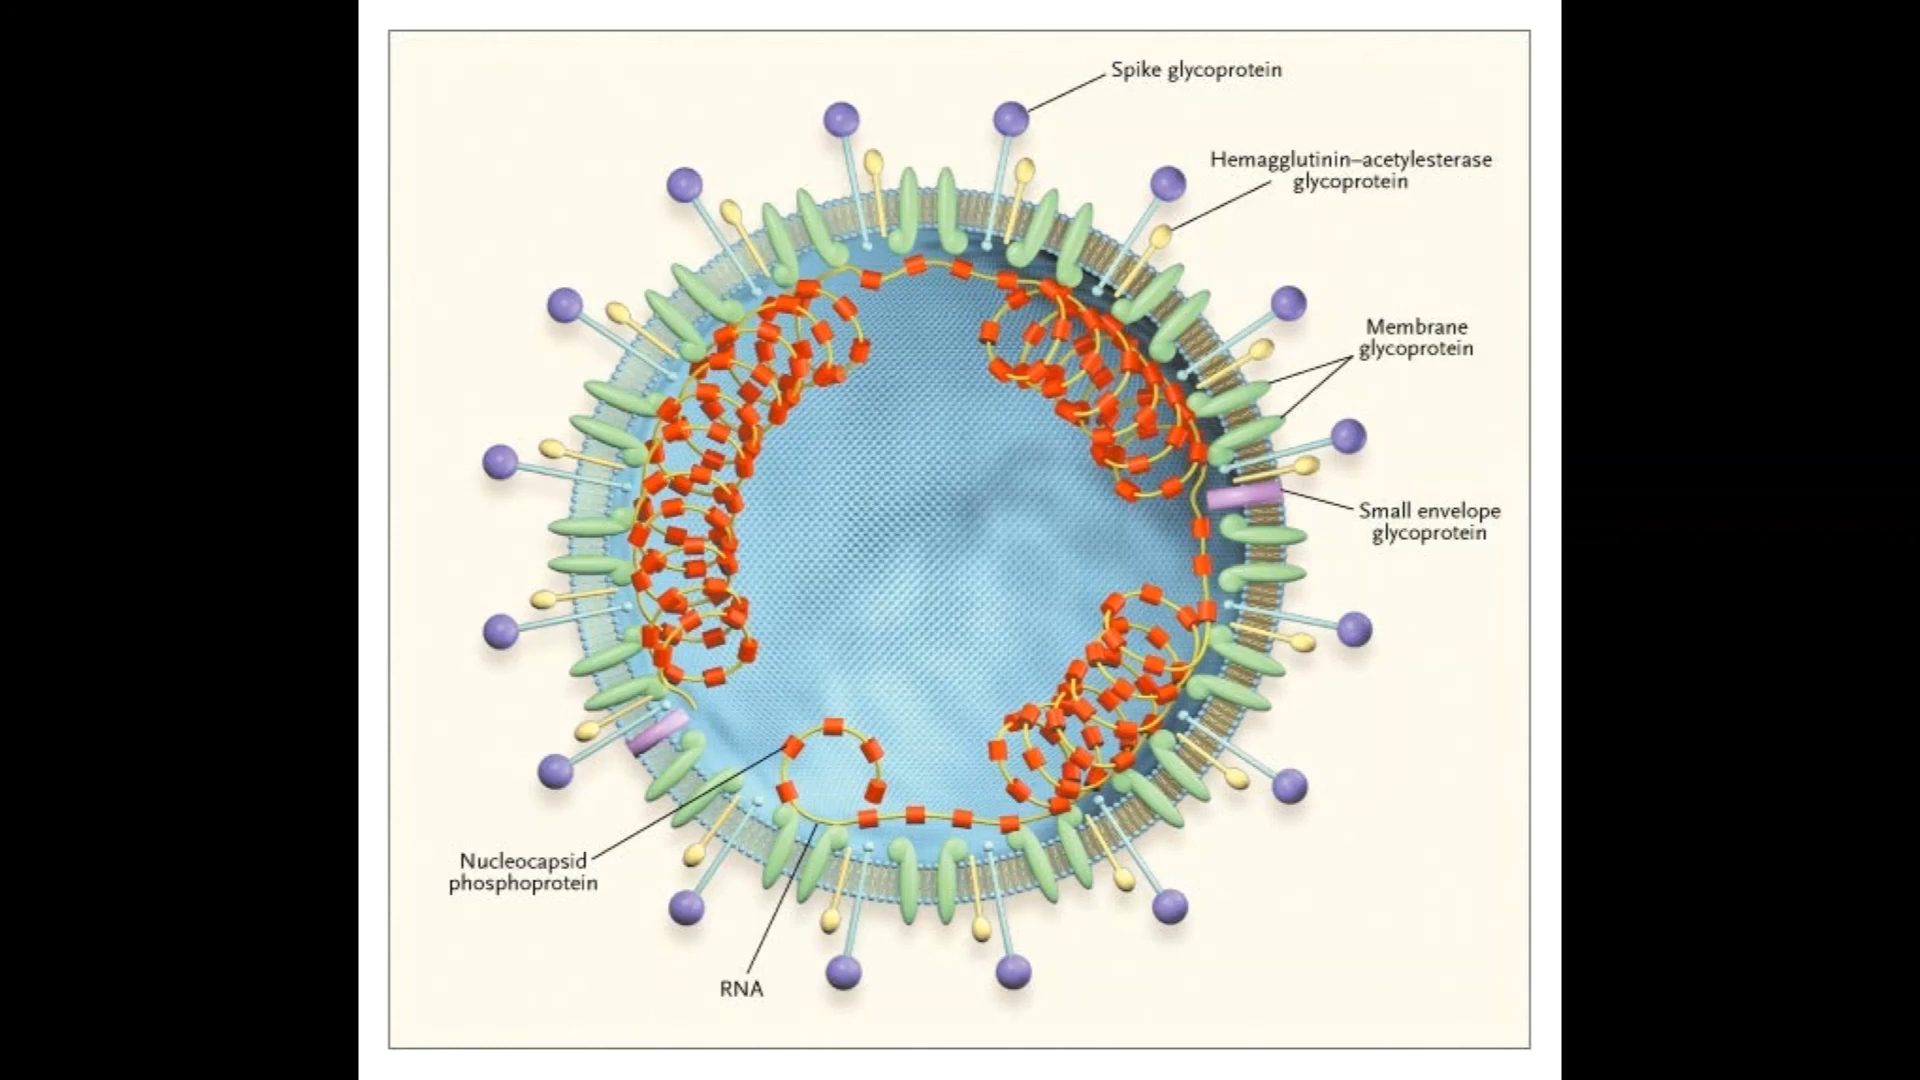 Spike glycoprotein
Hemagglutinin–acetylesterase
glycoprotein
Membrane
glycoprotein
Small envelope
glycoprotein
Nucleocapsid
phosphoprotein
RNA